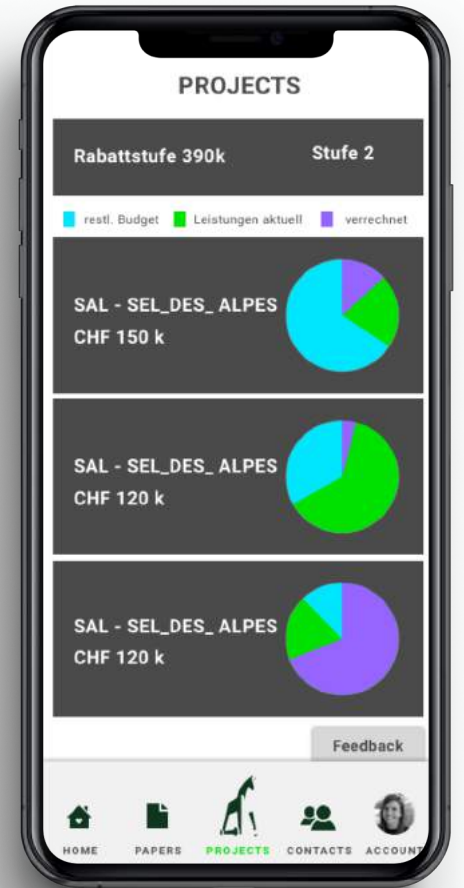 PROJECTS
Rabattstufe 390k Stufe 2
restl. Budget Leistungen aktuell verrechnet
SAL - SEL_DES_ ALPES
CHF 150 k
SAL - SEL_DES_ ALPES
CHF 120 k
SAL - SEL_DES_ ALPES
CHF 120 k
Feedback
HOME PAPERS PROJECTS CONTACTS ACCOUNT